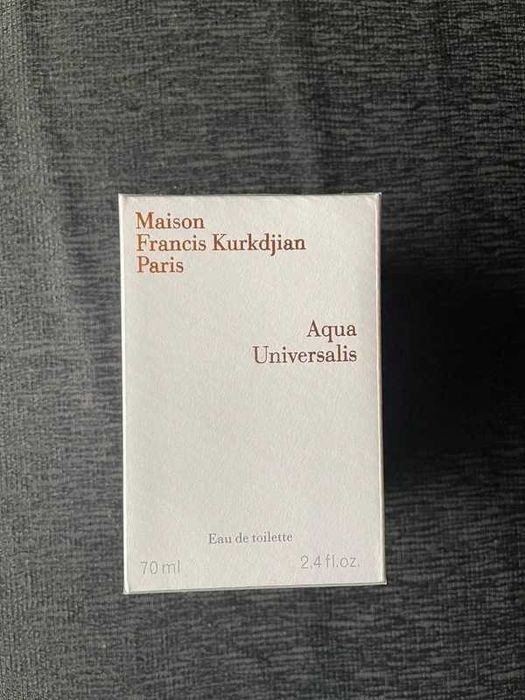 Maison
Francis Kurkdjian
Paris
Aqua
Universalis
Eau de toilette
70 ml 2.4 fl.oz.